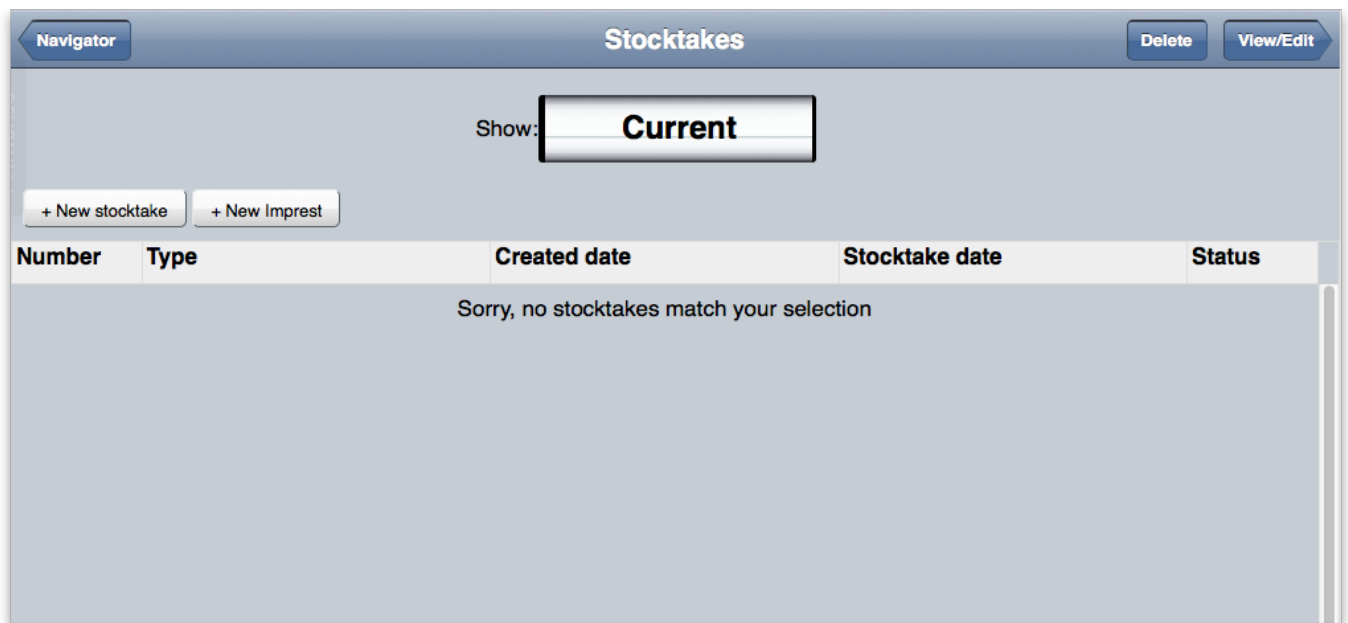 Navigator Stocktakes Delete View/Edit
Show: Current
+ New stocktake + New Imprest
Number Type Created date Stocktake date Status
Sorry, no stocktakes match your selection